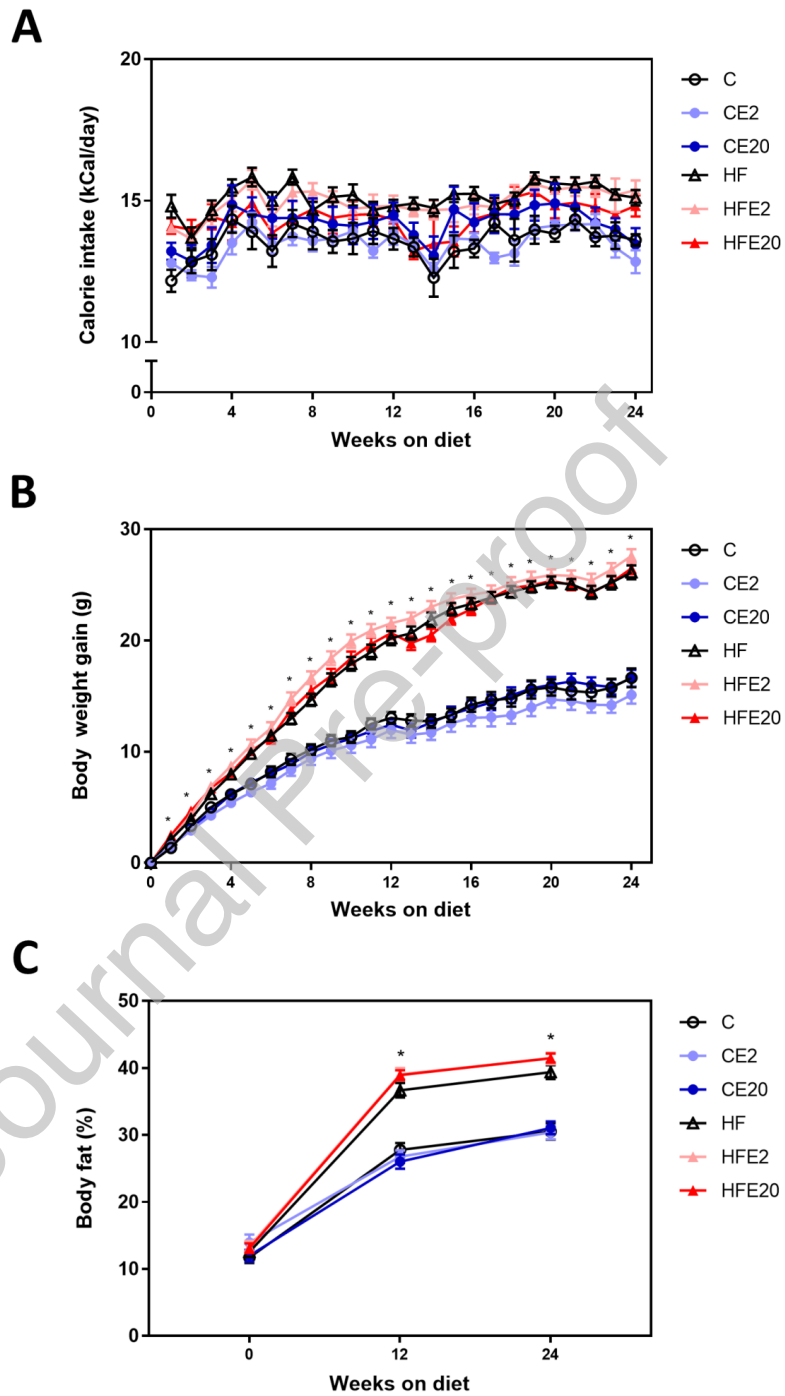 A
Calorie intake (kCal/day)
20
15
10
0
0 4 8 12 16 20 24
Weeks on diet
C
CE2
CE20
HF
HFE2
HFE20
B
Body weight gain (g)
30
20
10
0
* * * * * * * * * * * * * * * * * * * * * * * *
0 4 8 12 16 20 24
Weeks on diet
C
CE2
CE20
HF
HFE2
HFE20
C
Body fat (%)
50
40
30
20
10
0
* *
0 12 24
Weeks on diet
C
CE2
CE20
HF
HFE2
HFE20
Journal Pre-proof